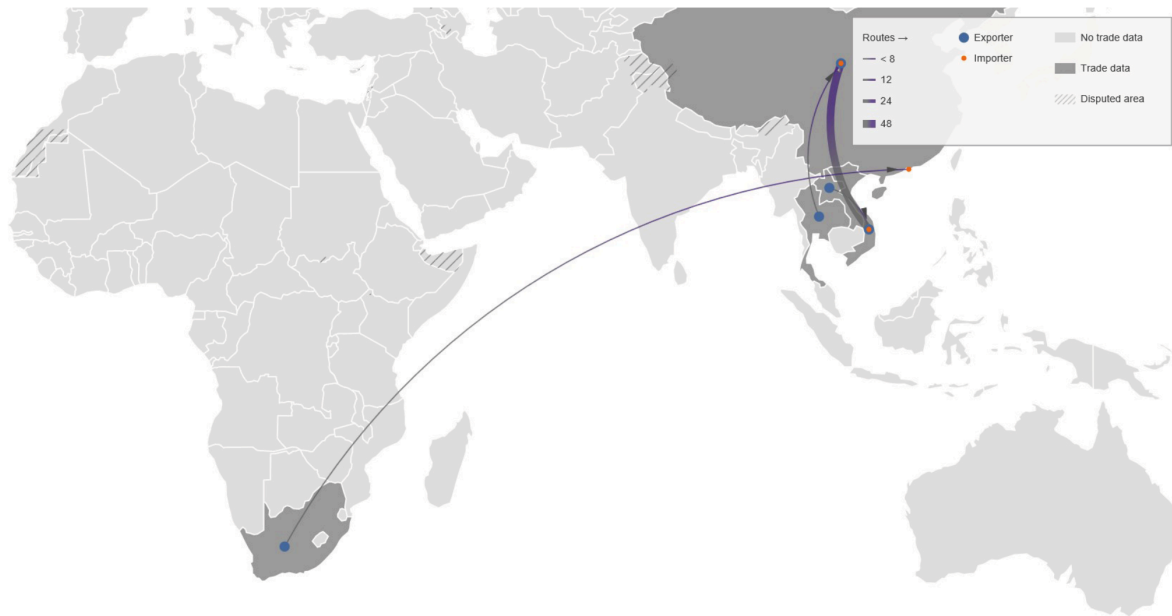 Routes →
< 8
12
24
48
Exporter
Importer
No trade data
Trade data
Disputed area